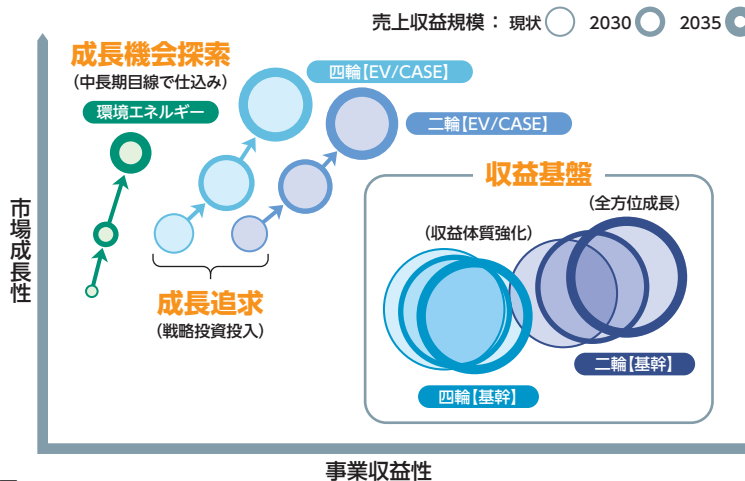 売上収益規模： 現状 2030 2035
成長機会探索
（中長期目線で仕込み）
環境エネルギー
四輪【EV/CASE】
二輪【EV/CASE】
市場成長性
成長追求
（戦略投資投入）
収益基盤
（全方位成長）
（収益体質強化）
二輪【基幹】
四輪【基幹】
事業収益性